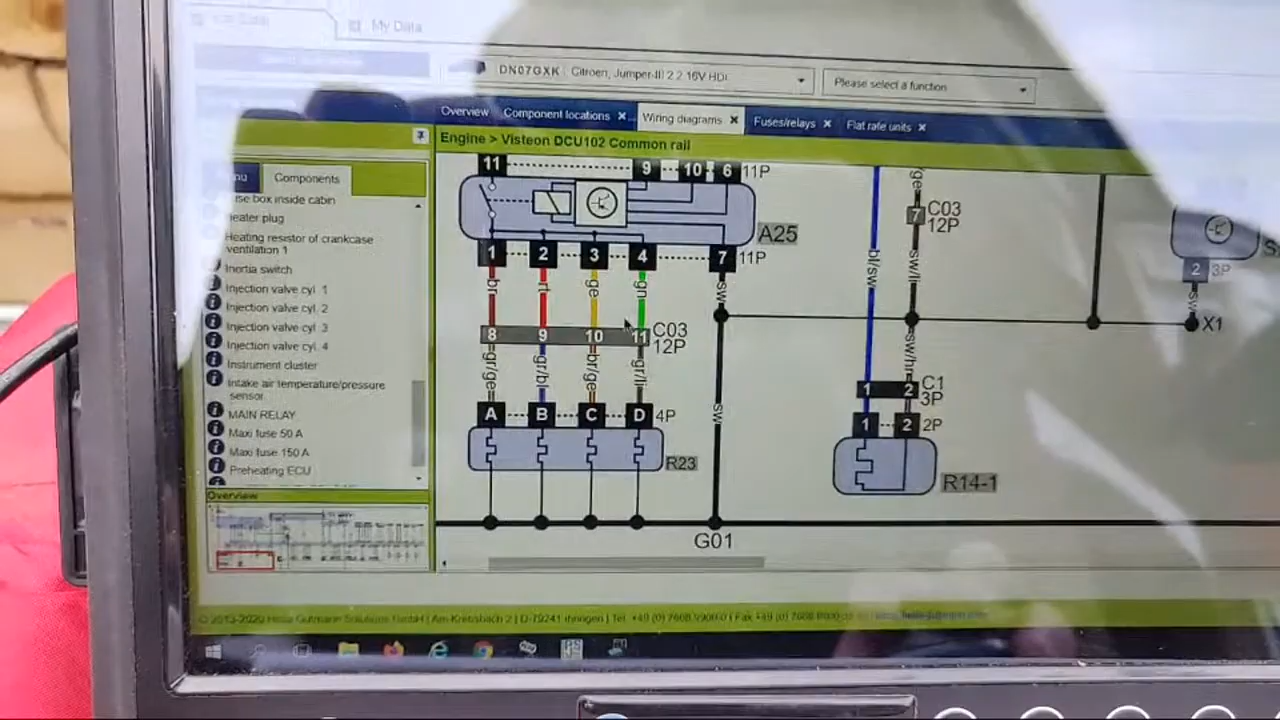 My Data
DN07GXK Citroen, Jumper-III 2.2 16V HDi
Please select a function
Overview
Component locations
Wiring diagrams
Fuses/relays
Flat rate units
Engine > Visteon DCU102 Common rail
Components
box inside cabin
Heating resistor of crankcase
ventilation 1
Inertia switch
Injection valve cyl. 1
Injection valve cyl. 2
Injection valve cyl. 3
Injection valve cyl. 4
Instrument cluster
Intake air temperature/pressure
sensor
MAIN RELAY
Maxi fuse 50 A
Maxi fuse 150 A
Preheating ECU
Overview
11 9 10 6 11P
A25
1 2 3 4 7 11P
br rt ge gn sw
8 9 10 11 C03
12P
gr/ge gr/bl br/ge gr/li
A B C D 4P
R23
sw
G01
ge
7 C03
12P
bl/sw sw/li
sw/hr
1 2 C1
3P
1 2 2P
R14-1
2 3P
sw
X1